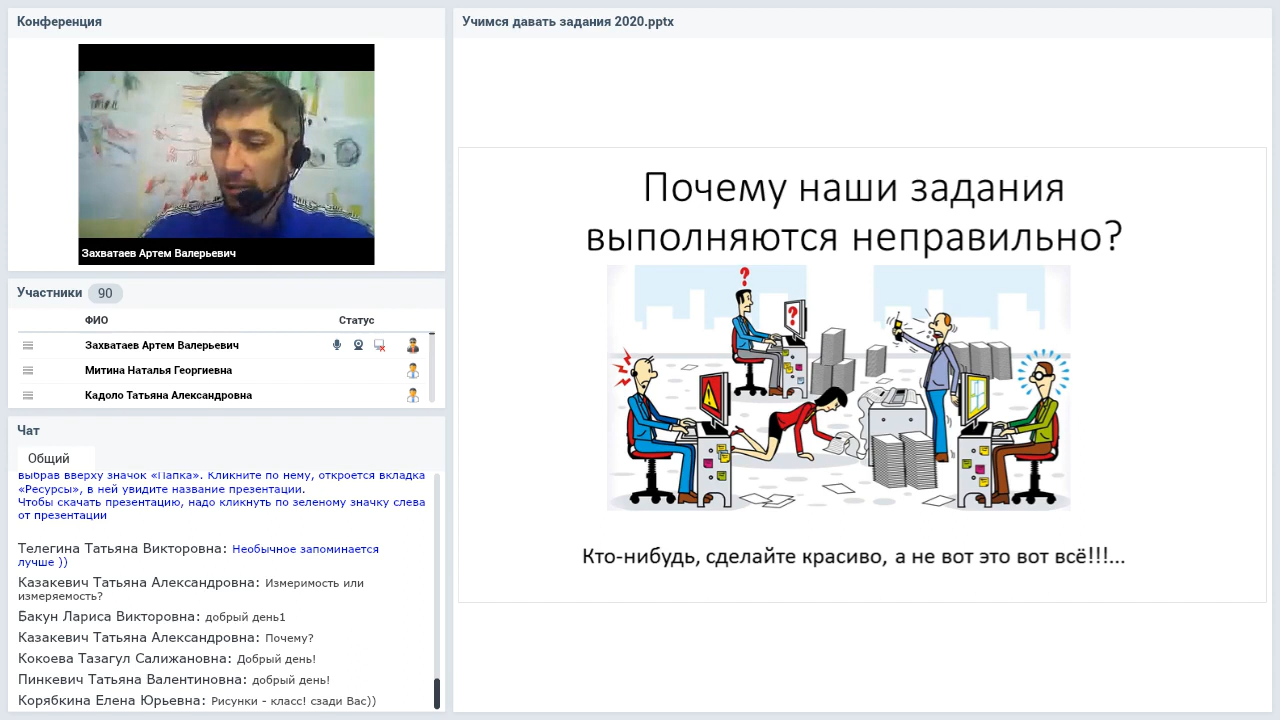 Конференция
Захватаев Артем Валерьевич
Участники 90
ФИО Статус
Захватаев Артем Валерьевич
Митина Наталья Георгиевна
Кадоло Татьяна Александровна
Чат
Общий
выбрав вверху значок «Папка». Кликните по нему, откроется вкладка
«Ресурсы», в ней увидите название презентации.
Чтобы скачать презентацию, надо кликнуть по зеленому значку слева
от презентации
Телегина Татьяна Викторовна: Необычное запоминается
лучше ))
Казакевич Татьяна Александровна: Измеримость или
измеряемость?
Бакун Лариса Викторовна: добрый день1
Казакевич Татьяна Александровна: Почему?
Кокоева Тазагул Салижановна: Добрый день!
Пинкевич Татьяна Валентиновна: добрый день!
Корябкина Елена Юрьевна: Рисунки - класс! сзади Вас))
Учимся давать задания 2020.pptx
Почему наши задания
выполняются неправильно?
?
?
!
Кто-нибудь, сделайте красиво, а не вот это вот всё!!!...